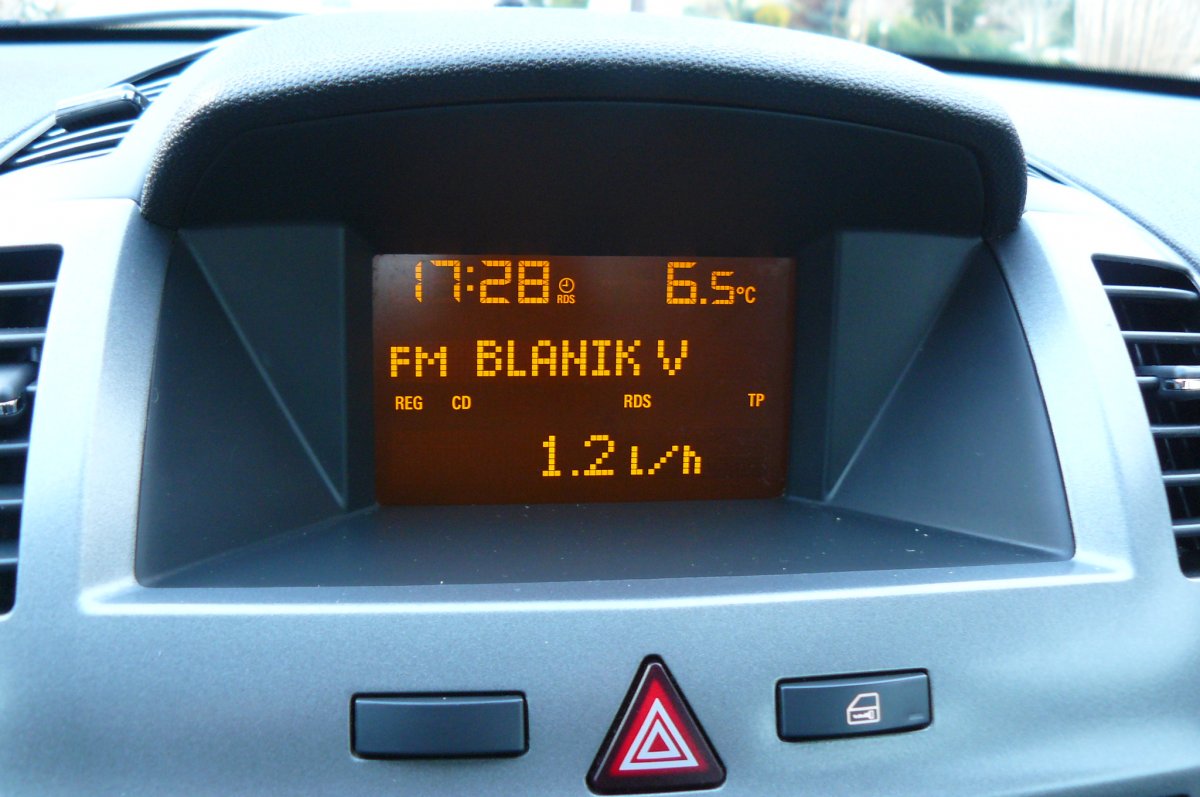 17:28 RDS 6.5°C
FM BLANIK V
REG CD RDS TP
1.2 l/h